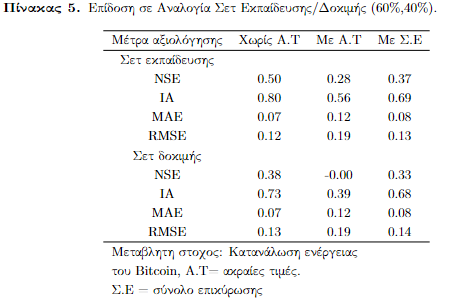 Πίνακας 5. Επίδοση σε Αναλογία Σετ Εκπαίδευσης/Δοκιμής (60%,40%).
Μέτρα αξιολόγησης Χωρίς Α.Τ Με Α.Τ Με Σ.Ε
Σετ εκπαίδευσης
NSE 0.50 0.28 0.37
IA 0.80 0.56 0.69
MAE 0.07 0.12 0.08
RMSE 0.12 0.19 0.13
Σετ δοκιμής
NSE 0.38 -0.00 0.33
IA 0.73 0.39 0.68
MAE 0.07 0.12 0.08
RMSE 0.13 0.19 0.14
Μεταβλητη στοχος: Κατανάλωση ενέργειας
του Bitcoin, Α.Τ= ακραίες τιμές.
Σ.Ε = σύνολο επικύρωσης